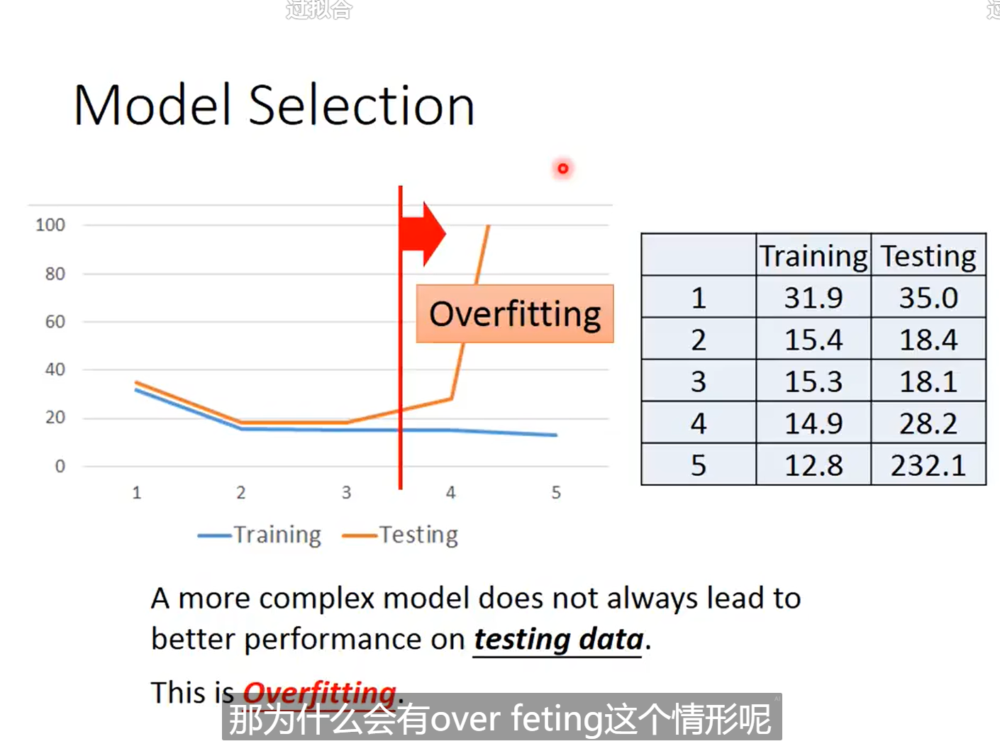 过拟合
Model Selection
100
80
60
40
20
0
1 2 3 4 5
Training Testing
Overfitting
Training Testing
1 31.9 35.0
2 15.4 18.4
3 15.3 18.1
4 14.9 28.2
5 12.8 232.1
A more complex model does not always lead to
better performance on testing data.
This is Overfitting.
AI
那为什么会有over feting这个情形呢